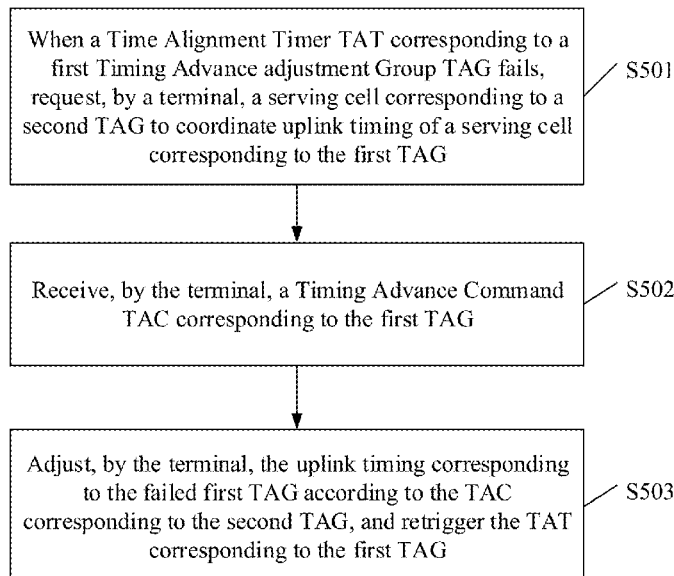 When a Time Alignment Timer TAT corresponding to a
first Timing Advance adjustment Group TAG fails,
request, by a terminal, a serving cell corresponding to a
second TAG to coordinate uplink timing of a serving cell
corresponding to the first TAG
S501
Receive, by the terminal, a Timing Advance Command
TAC corresponding to the first TAG
S502
Adjust, by the terminal, the uplink timing corresponding
to the failed first TAG according to the TAC
corresponding to the second TAG, and retrigger the TAT
corresponding to the first TAG
S503